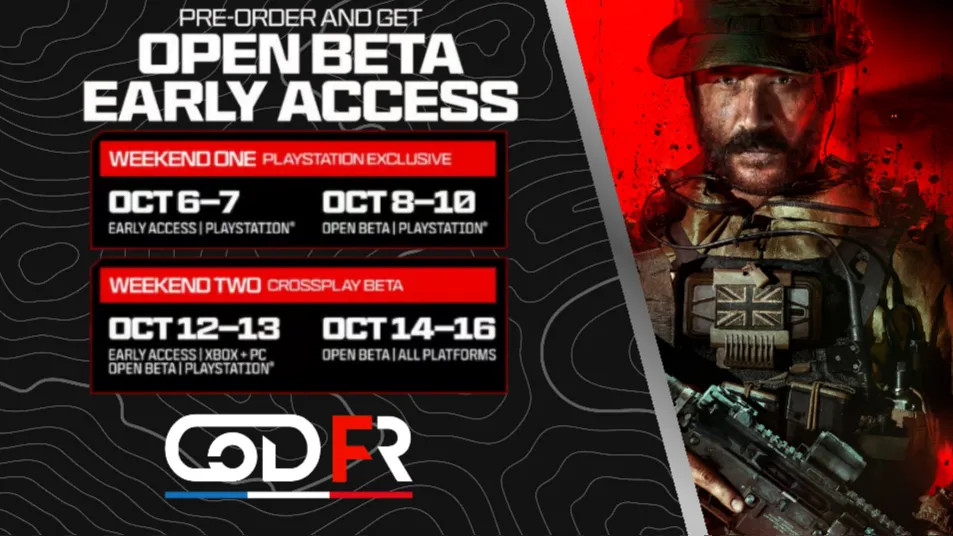 PRE-ORDER AND GET
OPEN BETA
EARLY ACCESS
WEEKEND ONE PLAYSTATION EXCLUSIVE
OCT 6–7
EARLY ACCESS | PLAYSTATION®
OCT 8–10
OPEN BETA | PLAYSTATION®
WEEKEND TWO CROSSPLAY BETA
OCT 12–13
EARLY ACCESS | XBOX + PC
OPEN BETA | PLAYSTATION®
OCT 14–16
OPEN BETA | ALL PLATFORMS
COD FR